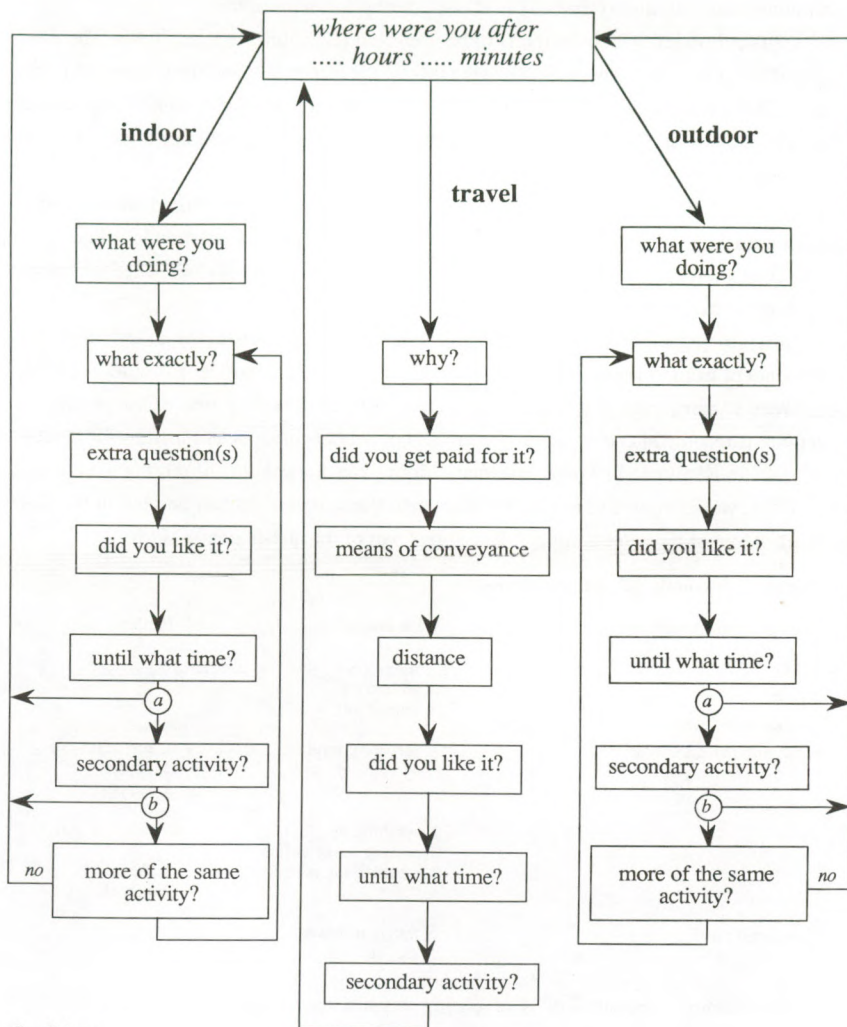 where were you after
..... hours ..... minutes
indoor
what were you
doing?
what exactly?
extra question(s)
did you like it?
until what time?
a
secondary activity?
b
no
more of the same
activity?
travel
why?
did you get paid for it?
means of conveyance
distance
did you like it?
until what time?
secondary activity?
outdoor
what were you
doing?
what exactly?
extra question(s)
did you like it?
until what time?
a
secondary activity?
b
more of the same
activity?
no